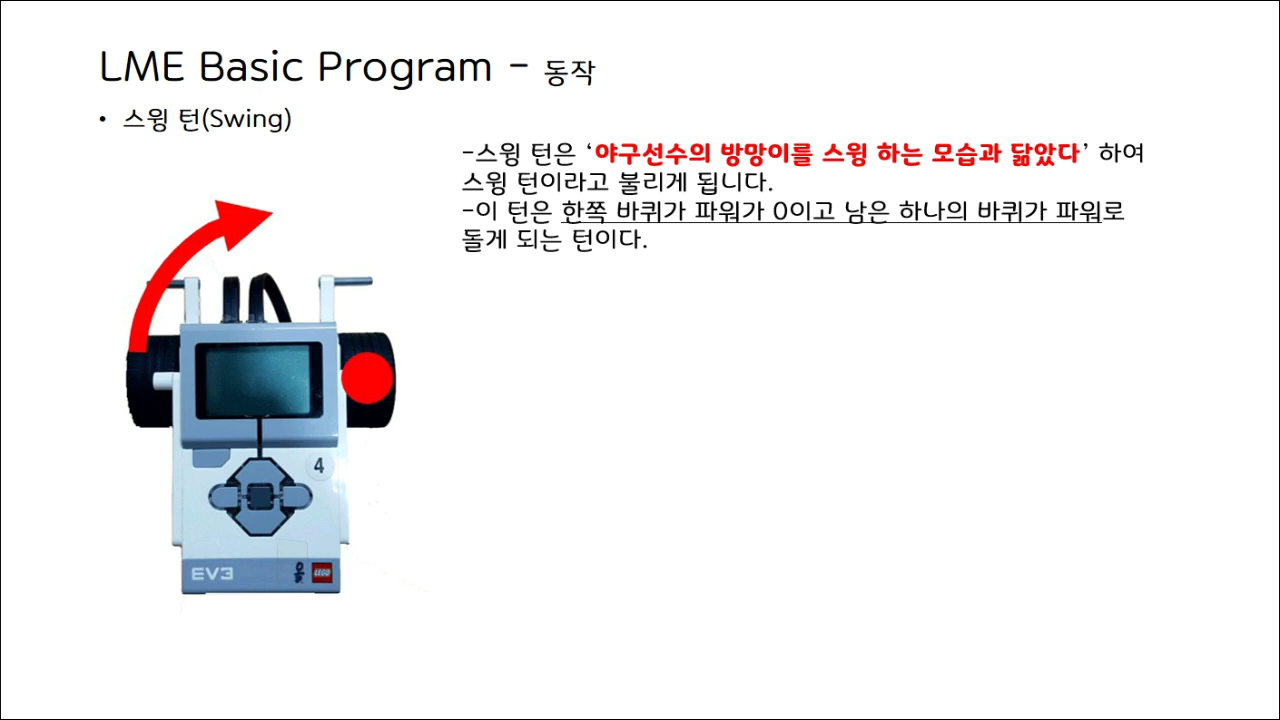 LME Basic Program - 동작
• 스윙 턴(Swing)
-스윙 턴은 ‘야구선수의 방망이를 스윙 하는 모습과 닮았다’ 하여
스윙 턴이라고 불리게 됩니다.
-이 턴은 한쪽 바퀴가 파워가 0이고 남은 하나의 바퀴가 파워로
돌게 되는 턴이다.
4
EV3
LEGO